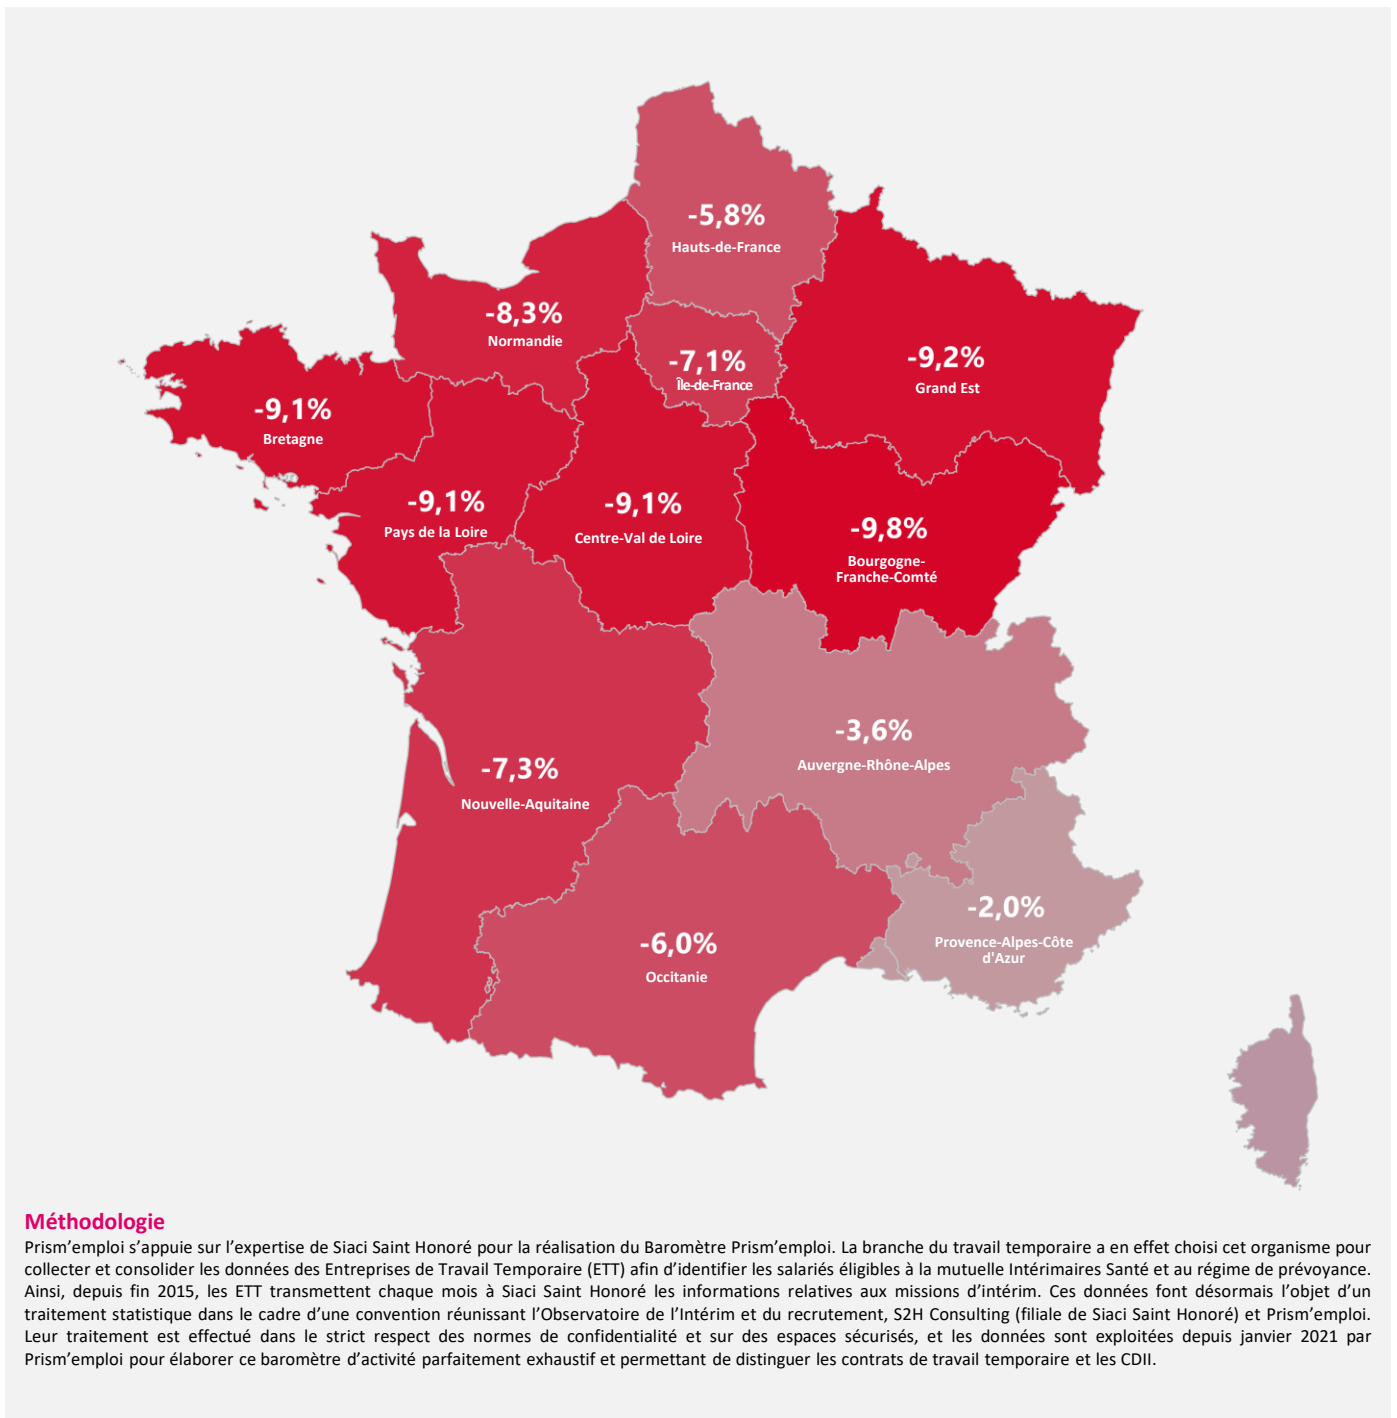 -5,8%
Hauts-de-France
-8,3%
Normandie
-7,1%
Île-de-France
-9,2%
Grand Est
-9,1%
Bretagne
-9,1%
Pays de la Loire
-9,1%
Centre-Val de Loire
-9,8%
Bourgogne-
Franche-Comté
-3,6%
Auvergne-Rhône-Alpes
-7,3%
Nouvelle-Aquitaine
-2,0%
Provence-Alpes-Côte
d'Azur
-6,0%
Occitanie
Méthodologie
Prism’emploi s’appuie sur l’expertise de Siaci Saint Honoré pour la réalisation du Baromètre Prism’emploi. La branche du travail temporaire a en effet choisi cet organisme pour
collecter et consolider les données des Entreprises de Travail Temporaire (ETT) afin d’identifier les salariés éligibles à la mutuelle Intérimaires Santé et au régime de prévoyance.
Ainsi, depuis fin 2015, les ETT transmettent chaque mois à Siaci Saint Honoré les informations relatives aux missions d’intérim. Ces données font désormais l’objet d’un
traitement statistique dans le cadre d’une convention réunissant l’Observatoire de l’Intérim et du recrutement, S2H Consulting (filiale de Siaci Saint Honoré) et Prism’emploi.
Leur traitement est effectué dans le strict respect des normes de confidentialité et sur des espaces sécurisés, et les données sont exploitées depuis janvier 2021 par
Prism’emploi pour élaborer ce baromètre d’activité parfaitement exhaustif et permettant de distinguer les contrats de travail temporaire et les CDII.